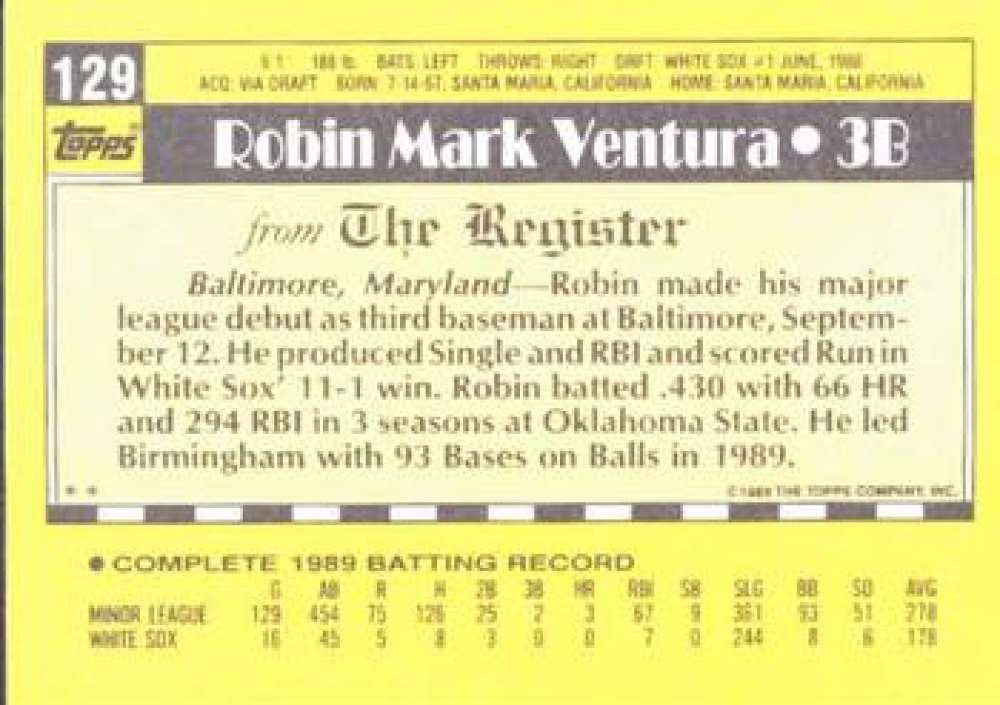 129
6'1" 188 lb. BATS: LEFT THROWS: RIGHT DRFT: WHITE SOX #1-JUNE, 1988
ACQ: VIA DRAFT BORN: 7-14-67, SANTA MARIA, CALIFORNIA HOME: SANTA MARIA, CALIFORNIA
Topps®
Robin Mark Ventura • 3B
from The Register
Baltimore, Maryland—Robin made his major
league debut as third baseman at Baltimore, Septem-
ber 12. He produced Single and RBI and scored Run in
White Sox' 11-1 win. Robin batted .430 with 66 HR
and 294 RBI in 3 seasons at Oklahoma State. He led
Birmingham with 93 Bases on Balls in 1989.
* * © 1989 THE TOPPS COMPANY, INC.
• COMPLETE 1989 BATTING RECORD
G AB R H 2B 3B HR RBI SB SLG BB SO AVG
MINOR LEAGUE 129 454 75 126 25 2 3 67 9 361 93 51 278
WHITE SOX 16 45 5 8 3 0 0 7 0 244 8 6 178